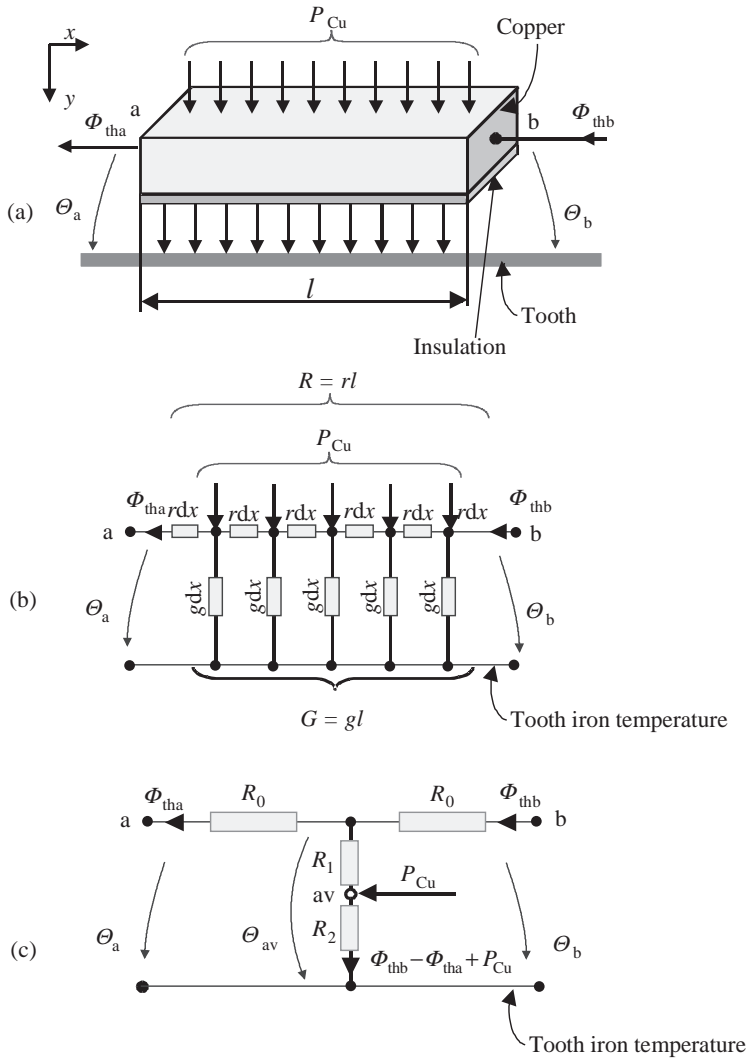 P_Cu
Copper
x
y
a
b
Φ_tha
Φ_thb
(a)
Θ_a
Θ_b
l
Tooth
Insulation
R = rl
P_Cu
Φ_tha rdx rdx rdx rdx rdx Φ_thb
a
b
gdx gdx gdx gdx gdx
(b)
Θ_a
Θ_b
G = gl
Tooth iron temperature
Φ_tha R_0 R_0 Φ_thb
a
b
R_1
P_Cu
av
R_2
(c)
Θ_a
Θ_av
Φ_thb − Φ_tha + P_Cu
Θ_b
Tooth iron temperature